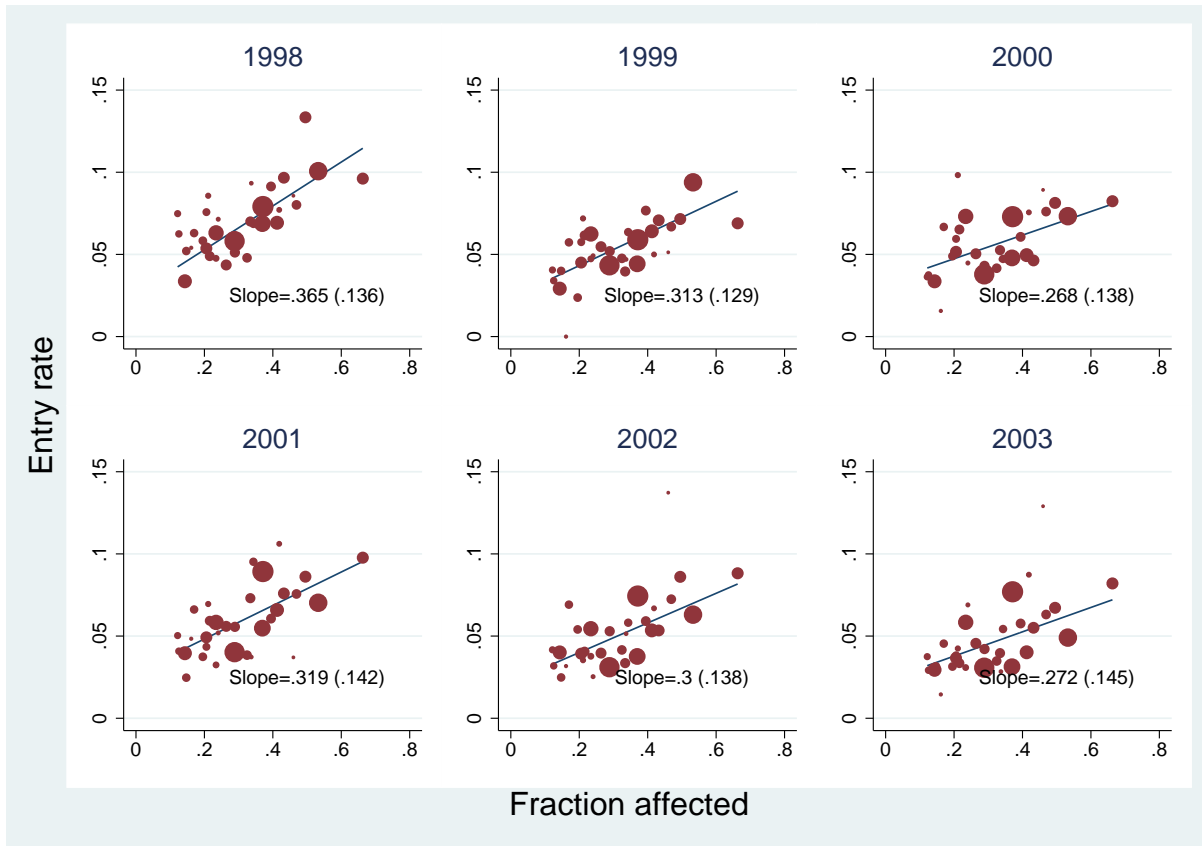 1998
1999
2000
.15
.1
.05
0
Slope=.365 (.136)
0 .2 .4 .6 .8
.15
.1
.05
0
Slope=.313 (.129)
0 .2 .4 .6 .8
.15
.1
.05
0
Slope=.268 (.138)
0 .2 .4 .6 .8
Entry rate
2001
2002
2003
.15
.1
.05
0
Slope=.319 (.142)
0 .2 .4 .6 .8
.15
.1
.05
0
Slope=.3 (.138)
0 .2 .4 .6 .8
.15
.1
.05
0
Slope=.272 (.145)
0 .2 .4 .6 .8
Fraction affected